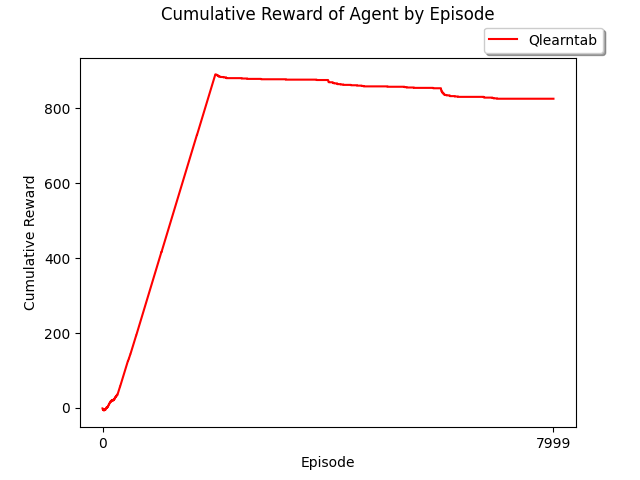 Cumulative Reward of Agent by Episode
Qlearntab
800
600
400
200
0
Cumulative Reward
0
7999
Episode